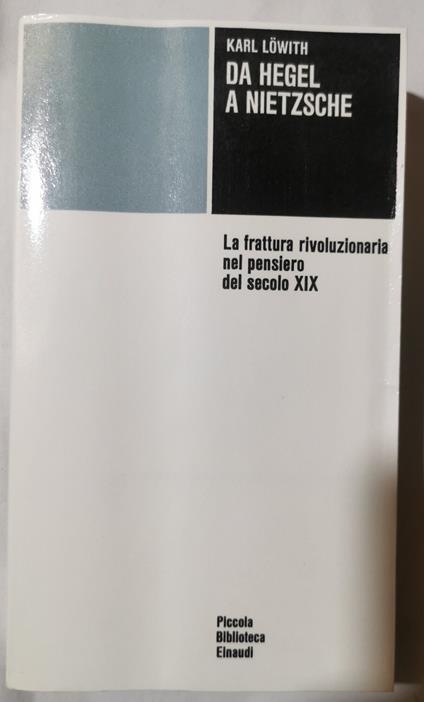 KARL LÖWITH
DA HEGEL
A NIETZSCHE
La frattura rivoluzionaria
nel pensiero
del secolo XIX
Piccola
Biblioteca
Einaudi